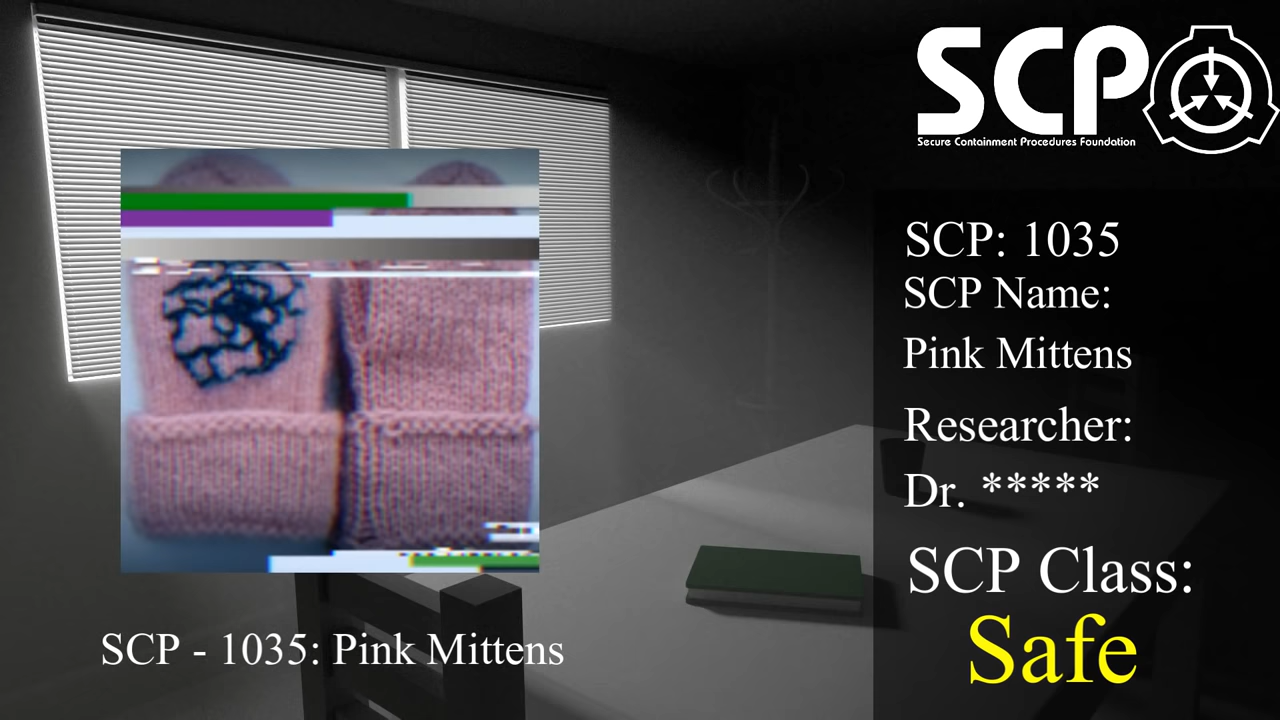 SCP
Secure Containment Procedures Foundation
SCP: 1035
SCP Name:
Pink Mittens
Researcher:
Dr. *****
SCP Class:
Safe
SCP - 1035: Pink Mittens